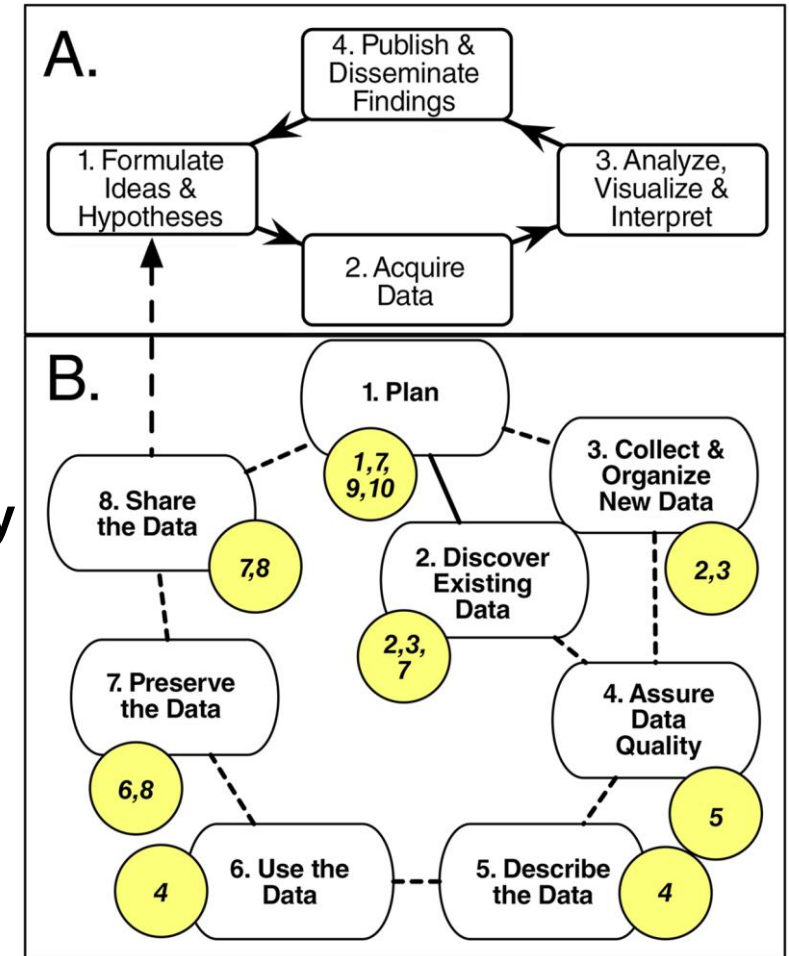 A.
4. Publish &
Disseminate
Findings
1. Formulate
Ideas &
Hypotheses
3. Analyze,
Visualize &
Interpret
2. Acquire
Data
B.
1. Plan
1,7,
9,10
3. Collect &
Organize
New Data
2,3
8. Share
the Data
7,8
2. Discover
Existing
Data
2,3,
7
7. Preserve
the Data
6,8
4. Assure
Data
Quality
5
6. Use the
Data
4
5. Describe
the Data
4
y